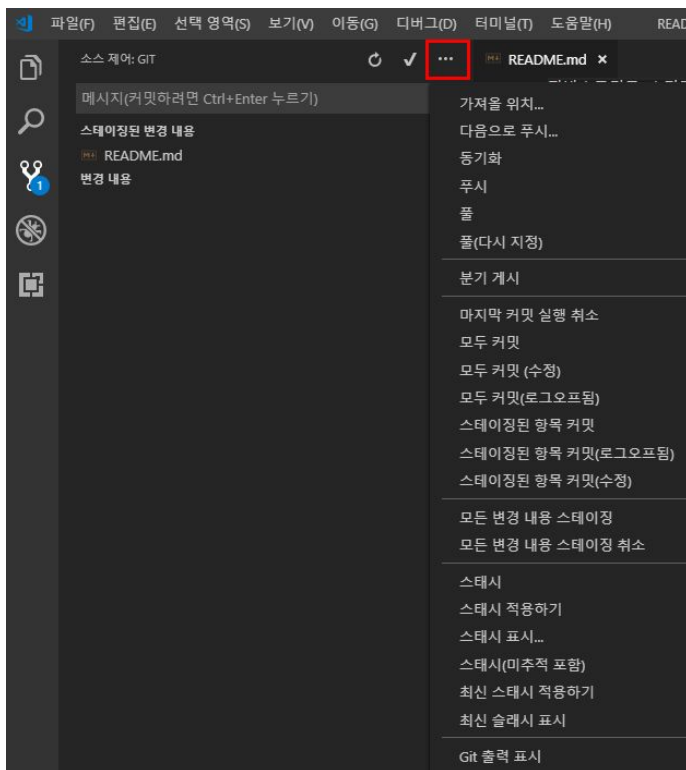 파일(F) 편집(E) 선택 영역(S) 보기(V) 이동(G) 디버그(D) 터미널(T) 도움말(H) READ
소스 제어: GIT
README.md
메시지(커밋하려면 Ctrl+Enter 누르기)
스테이징된 변경 내용
README.md
변경 내용
1
가져올 위치...
다음으로 푸시...
동기화
푸시
풀
풀(다시 지정)
분기 게시
마지막 커밋 실행 취소
모두 커밋
모두 커밋 (수정)
모두 커밋(로그오프됨)
스테이징된 항목 커밋
스테이징된 항목 커밋(로그오프됨)
스테이징된 항목 커밋(수정)
모든 변경 내용 스테이징
모든 변경 내용 스테이징 취소
스태시
스태시 적용하기
스태시 표시...
스태시(미추적 포함)
최신 스태시 적용하기
최신 슬래시 표시
Git 출력 표시